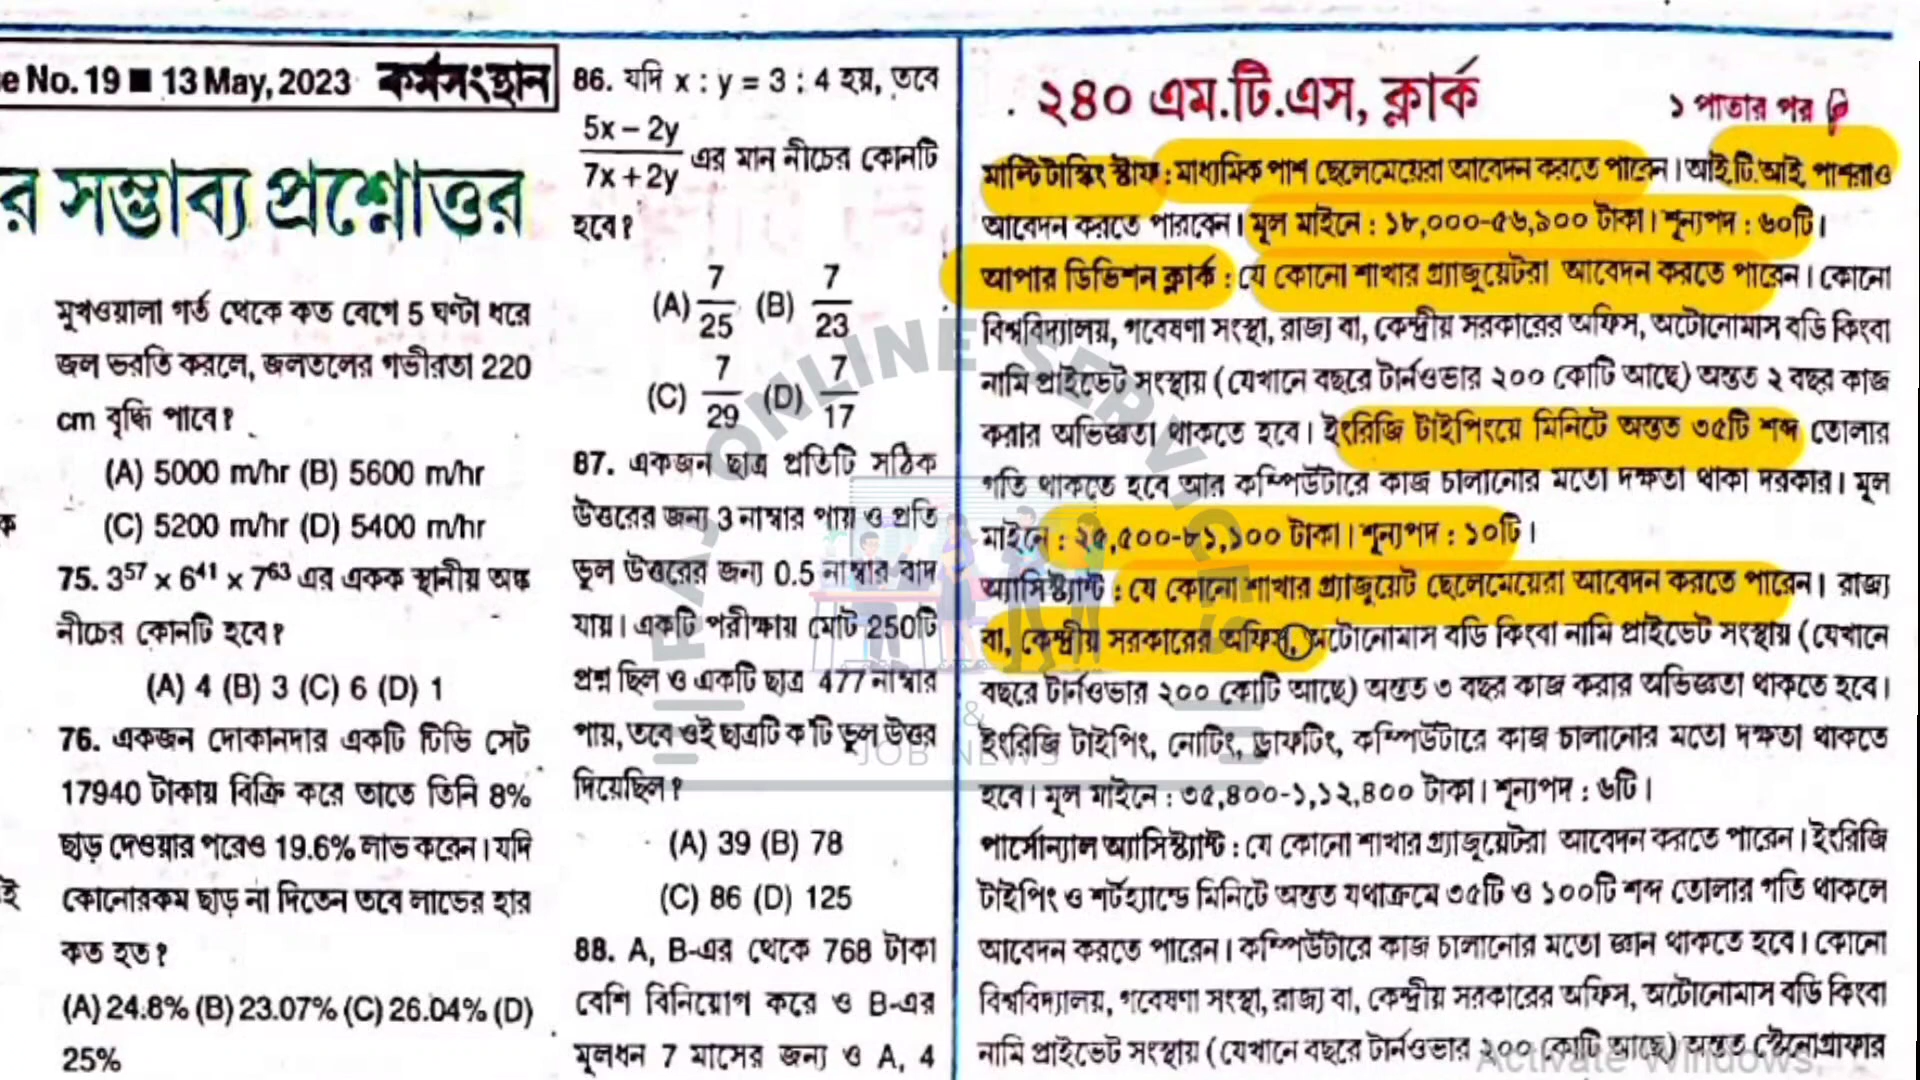 e No. 19 ■ 13 May, 2023 কর্মসংস্থান
র সম্ভাব্য প্রশ্নোত্তর
মুখওয়ালা গর্ত থেকে কত বেগে 5 ঘণ্টা ধরে
জল ভরতি করলে, জলতলের গভীরতা 220
cm বৃদ্ধি পাবে?
(A) 5000 m/hr (B) 5600 m/hr
(C) 5200 m/hr (D) 5400 m/hr
ক
75. 3⁵⁷ x 6⁴¹ x 7⁶³ এর একক স্থানীয় অঙ্ক
নীচের কোনটি হবে?
(A) 4 (B) 3 (C) 6 (D) 1
76. একজন দোকানদার একটি টিভি সেট
17940 টাকায় বিক্রি করে তাতে তিনি 8%
ছাড় দেওয়ার পরেও 19.6% লাভ করেন। যদি
ই
কোনোরকম ছাড় না দিতেন তবে লাভের হার
কত হত?
(A) 24.8% (B) 23.07% (C) 26.04% (D)
25%
86. যদি x : y = 3 : 4 হয়, তবে
5x – 2y
7x + 2y
এর মান নীচের কোনটি
হবে?
(A) 7/25 (B) 7/23
(C) 7/29 (D) 7/17
87. একজন ছাত্র প্রতিটি সঠিক
উত্তরের জন্য 3 নাম্বার পায় ও প্রতি
ভুল উত্তরের জন্য 0.5 নাম্বার বাদ
যায়। একটি পরীক্ষায় মোট 250টি
প্রশ্ন ছিল ও একটি ছাত্র 477 নাম্বার
পায়, তবে ওই ছাত্রটি ক'টি ভুল উত্তর
দিয়েছিল?
(A) 39 (B) 78
(C) 86 (D) 125
88. A, B-এর থেকে 768 টাকা
বেশি বিনিয়োগ করে ও B-এর
মূলধন 7 মাসের জন্য ও A, 4
২৪০ এম.টি.এস, ক্লার্ক
১ পাতার পর
মাল্টিটাস্কিং স্টাফ : মাধ্যমিক পাশ ছেলেমেয়েরা আবেদন করতে পারেন। আই.টি.আই. পাশরাও
আবেদন করতে পারবেন। মূল মাইনে : ১৮,০০০-৫৬,৯০০ টাকা। শূন্যপদ : ৬০টি।
আপার ডিভিশন ক্লার্ক : যে কোনো শাখার গ্র্যাজুয়েটরা আবেদন করতে পারেন। কোনো
বিশ্ববিদ্যালয়, গবেষণা সংস্থা, রাজ্য বা, কেন্দ্রীয় সরকারের অফিস, অটোনোমাস বডি কিংবা
নামি প্রাইভেট সংস্থায় (যেখানে বছরে টার্নওভার ২০০ কোটি আছে) অন্তত ২ বছর কাজ
করার অভিজ্ঞতা থাকতে হবে। ইংরিজি টাইপিংয়ে মিনিটে অন্তত ৩৫টি শব্দ তোলার
গতি থাকতে হবে আর কম্পিউটারে কাজ চালানোর মতো দক্ষতা থাকা দরকার। মূল
মাইনে : ২৫,৫০০-৮১,১০০ টাকা। শূন্যপদ : ১০টি।
অ্যাসিস্ট্যান্ট : যে কোনো শাখার গ্র্যাজুয়েট ছেলেমেয়েরা আবেদন করতে পারেন। রাজ্য
বা, কেন্দ্রীয় সরকারের অফিস, অটোনোমাস বডি কিংবা নামি প্রাইভেট সংস্থায় (যেখানে
বছরে টার্নওভার ২০০ কোটি আছে) অন্তত ৩ বছর কাজ করার অভিজ্ঞতা থাকতে হবে।
ইংরিজি টাইপিং, নোটিং, ড্রাফটিং, কম্পিউটারে কাজ চালানোর মতো দক্ষতা থাকতে
হবে। মূল মাইনে : ৩৫,৪০০-১,১২,৪০০ টাকা। শূন্যপদ : ৬টি।
পার্সোন্যাল অ্যাসিস্ট্যান্ট : যে কোনো শাখার গ্র্যাজুয়েটরা আবেদন করতে পারেন। ইংরিজি
টাইপিং ও শর্টহ্যান্ডে মিনিটে অন্তত যথাক্রমে ৩৫টি ও ১০০টি শব্দ তোলার গতি থাকলে
আবেদন করতে পারেন। কম্পিউটারে কাজ চালানোর মতো জ্ঞান থাকতে হবে। কোনো
বিশ্ববিদ্যালয়, গবেষণা সংস্থা, রাজ্য বা, কেন্দ্রীয় সরকারের অফিস, অটোনোমাস বডি কিংবা
নামি প্রাইভেট সংস্থায় (যেখানে বছরে টার্নওভার ২০০ কোটি আছে) অন্তত স্টেনোগ্রাফার
ONLINE SERVICES
& JOB NEWS
Activate Windows